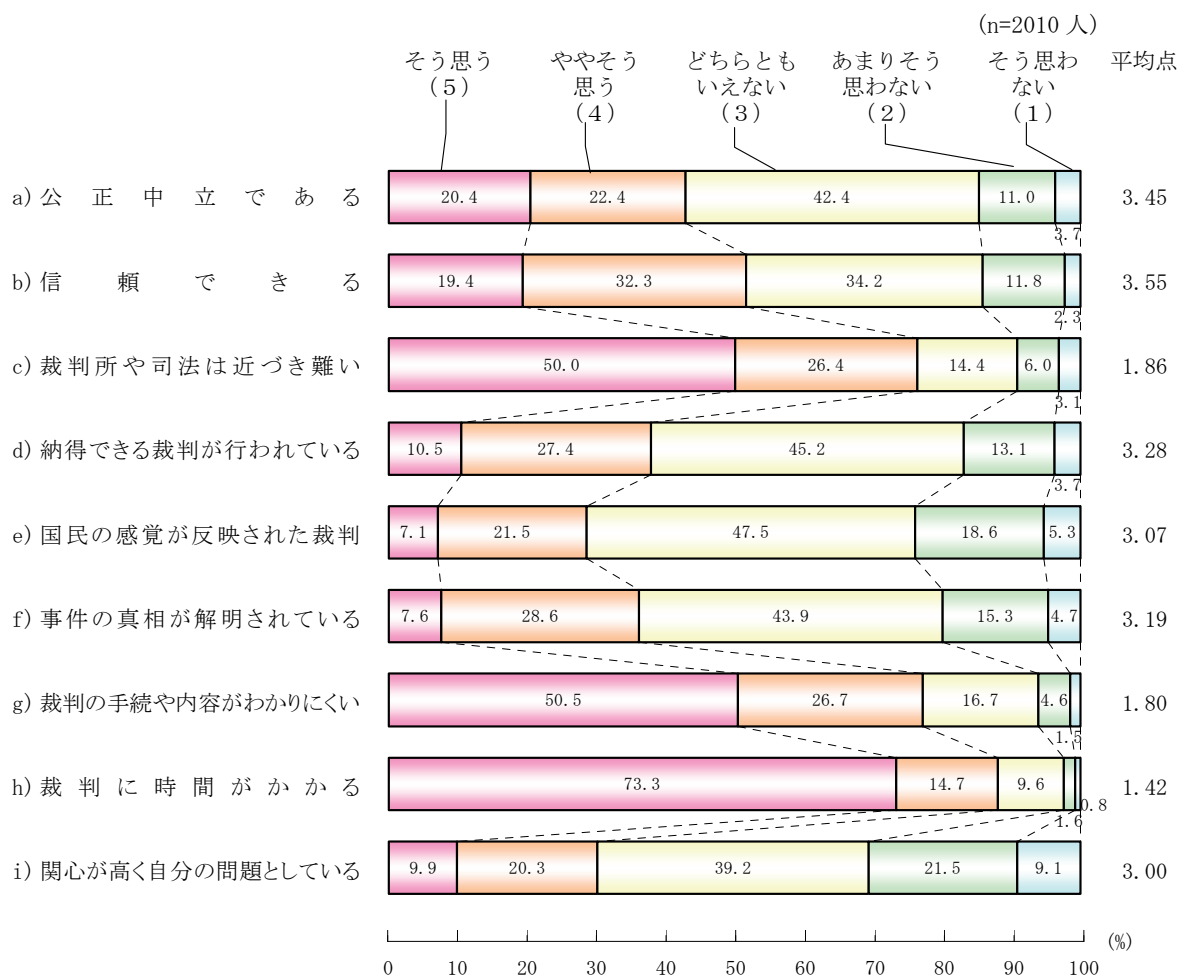 (n=2010 人)
そう思う ややそう どちらとも あまりそう そう思わ 平均点
(5) 思う いえない 思わない ない
(4) (3) (2) (1)
a) 公正中立である 20.4 22.4 42.4 11.0 3.7 3.45
b) 信頼できる 19.4 32.3 34.2 11.8 2.3 3.55
c) 裁判所や司法は近づき難い 50.0 26.4 14.4 6.0 3.1 1.86
d) 納得できる裁判が行われている 10.5 27.4 45.2 13.1 3.7 3.28
e) 国民の感覚が反映された裁判 7.1 21.5 47.5 18.6 5.3 3.07
f) 事件の真相が解明されている 7.6 28.6 43.9 15.3 4.7 3.19
g) 裁判の手続や内容がわかりにくい 50.5 26.7 16.7 4.6 1.5 1.80
h) 裁判に時間がかかる 73.3 14.7 9.6 1.6 0.8 1.42
i) 関心が高く自分の問題としている 9.9 20.3 39.2 21.5 9.1 3.00
0 10 20 30 40 50 60 70 80 90 100 (%)